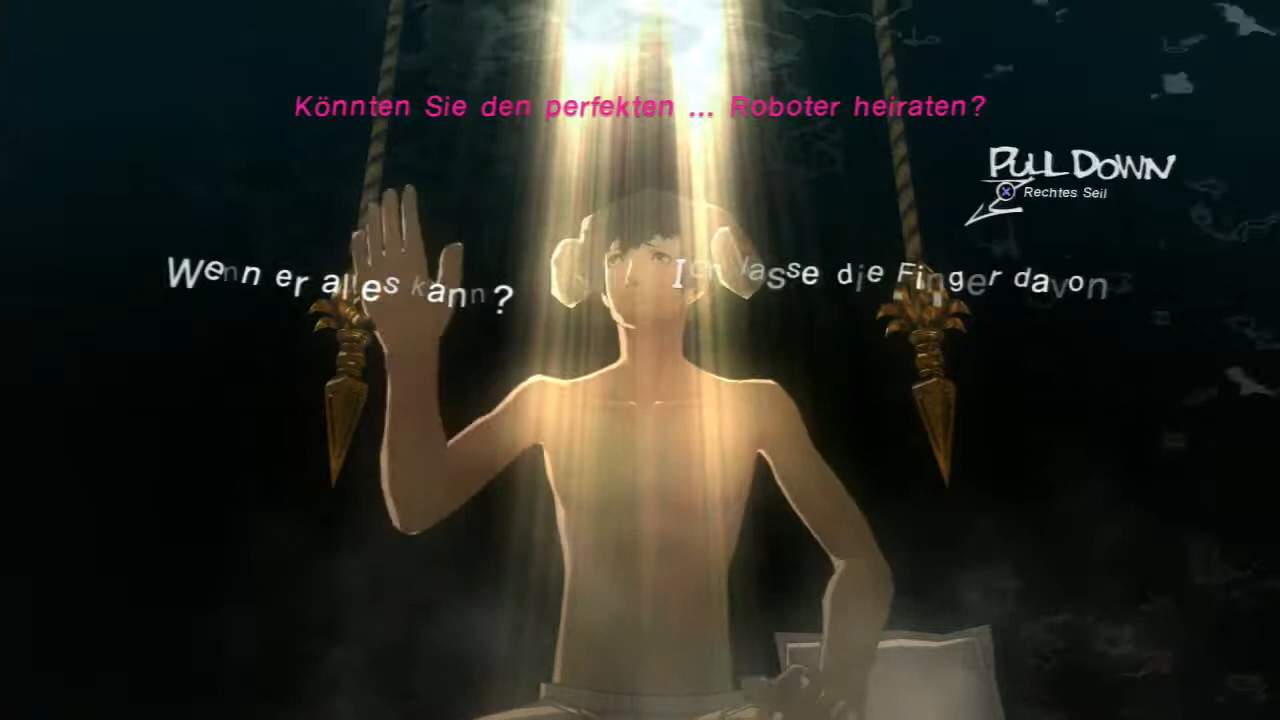 Könnten Sie den perfekten ... Roboter heiraten?
PULL DOWN
Rechtes Seil
Wenn er alles kann?
Ich lasse die Finger davon